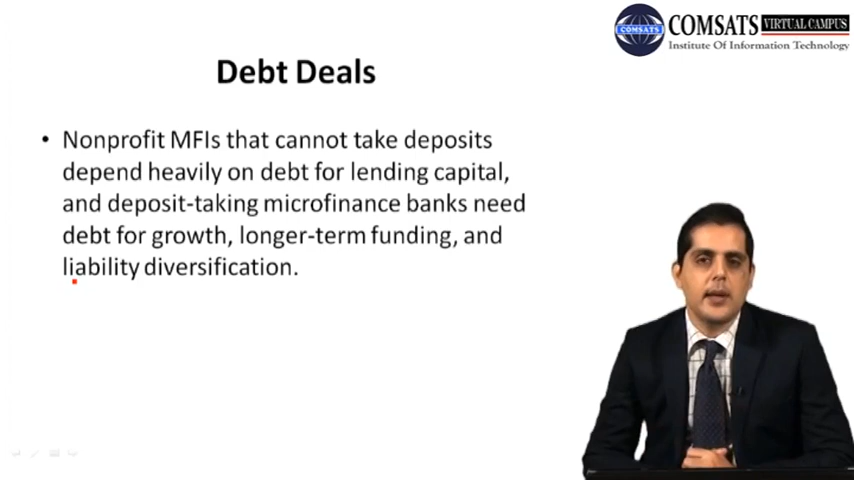 COMSATS VIRTUAL CAMPUS
COMSATS
Institute Of Information Technology
Debt Deals
• Nonprofit MFIs that cannot take deposits
depend heavily on debt for lending capital,
and deposit-taking microfinance banks need
debt for growth, longer-term funding, and
liability diversification.